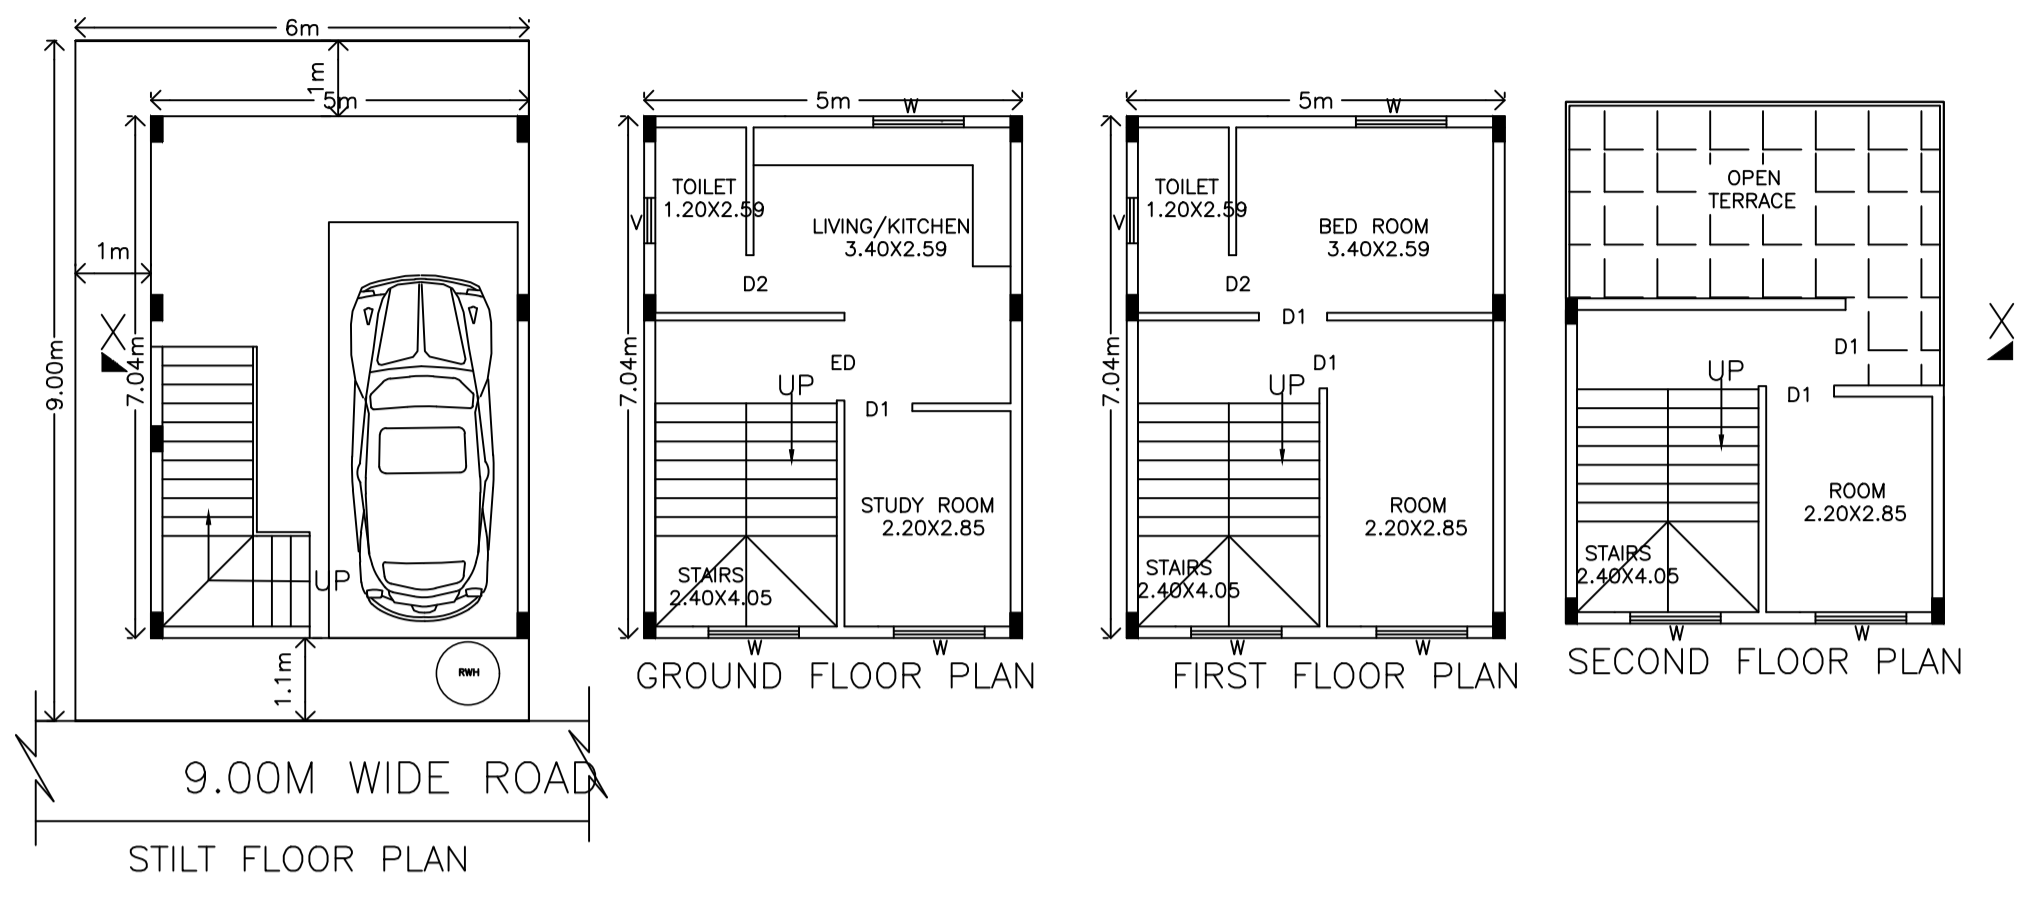 6m
1m
5m
1m
9.00m
X
7.04m
UP
1.1m
RWH
9.00M WIDE ROAD
STILT FLOOR PLAN
5m
W
TOILET
1.20X2.59
V
LIVING/KITCHEN
3.40X2.59
D2
7.04m
ED
UP
D1
STUDY ROOM
2.20X2.85
STAIRS
2.40X4.05
W
W
GROUND FLOOR PLAN
5m
W
TOILET
1.20X2.59
V
BED ROOM
3.40X2.59
D2
D1
7.04m
D1
UP
ROOM
2.20X2.85
STAIRS
2.40X4.05
W
W
FIRST FLOOR PLAN
OPEN
TERRACE
X
D1
UP
D1
ROOM
2.20X2.85
STAIRS
2.40X4.05
W
W
SECOND FLOOR PLAN